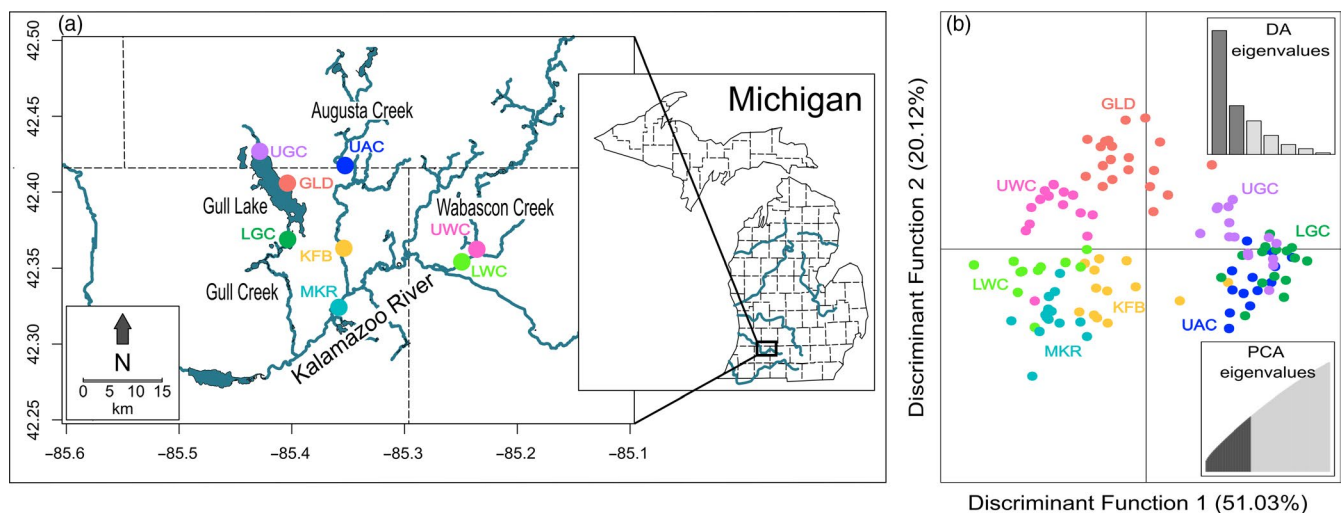 (a)
42.50
42.45
42.40
42.35
42.30
42.25
−85.6
−85.5
−85.4
−85.3
−85.2
−85.1
Augusta Creek
UGC
UAC
GLD
Gull Lake
Wabascon Creek
UWC
LGC
KFB
LWC
Gull Creek
MKR
Kalamazoo River
N
0 5 10 15
km
Michigan
(b)
Discriminant Function 2 (20.12%)
DA
eigenvalues
GLD
UWC
UGC
LGC
LWC
KFB
UAC
MKR
PCA
eigenvalues
Discriminant Function 1 (51.03%)